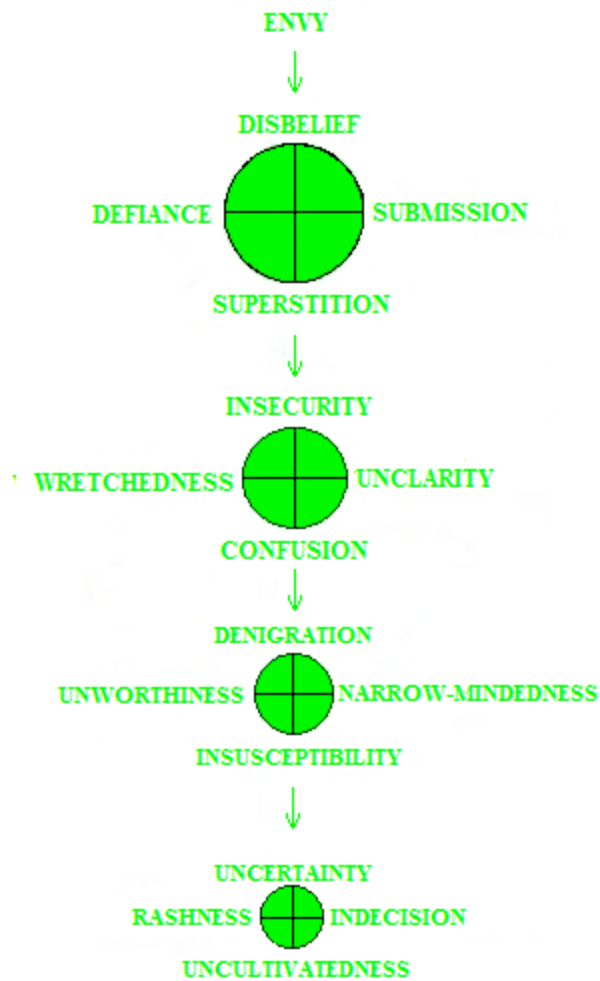 ENVY
DISBELIEF
DEFIANCE SUBMISSION
SUPERSTITION
INSECURITY
WRETCHEDNESS UNCLARITY
CONFUSION
DENIGRATION
UNWORTHINESS NARROW-MINDEDNESS
INSUSCEPTIBILITY
UNCERTAINTY
RASHNESS INDECISION
UNCULTIVATEDNESS